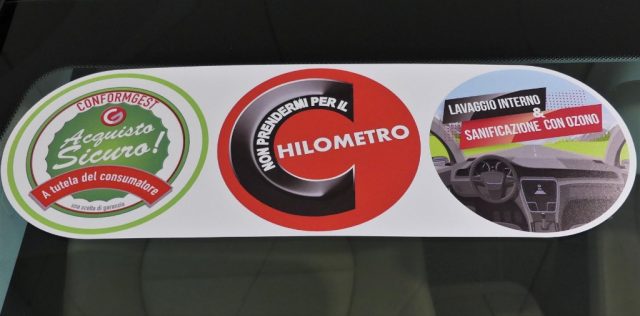 CONFORMGEST
G
Acquisto
Sicuro!
A tutela del consumatore
una scelta di garanzia
NON PRENDERMI PER IL
CHILOMETRO
LAVAGGIO INTERNO
&
SANIFICAZIONE CON OZONO